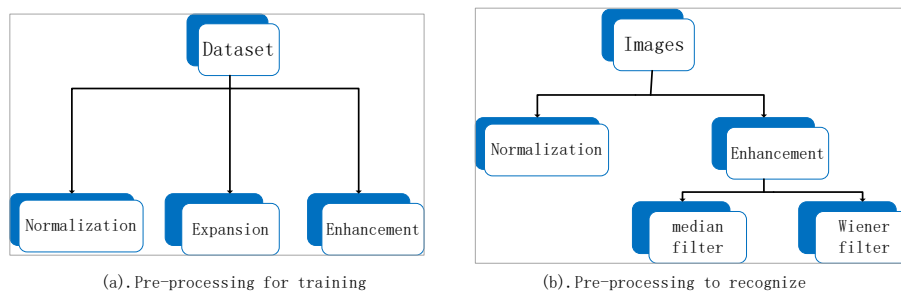 Dataset
Normalization
Expansion
Enhancement
(a).Pre-processing for training
Images
Normalization
Enhancement
median
filter
Wiener
filter
(b).Pre-processing to recognize